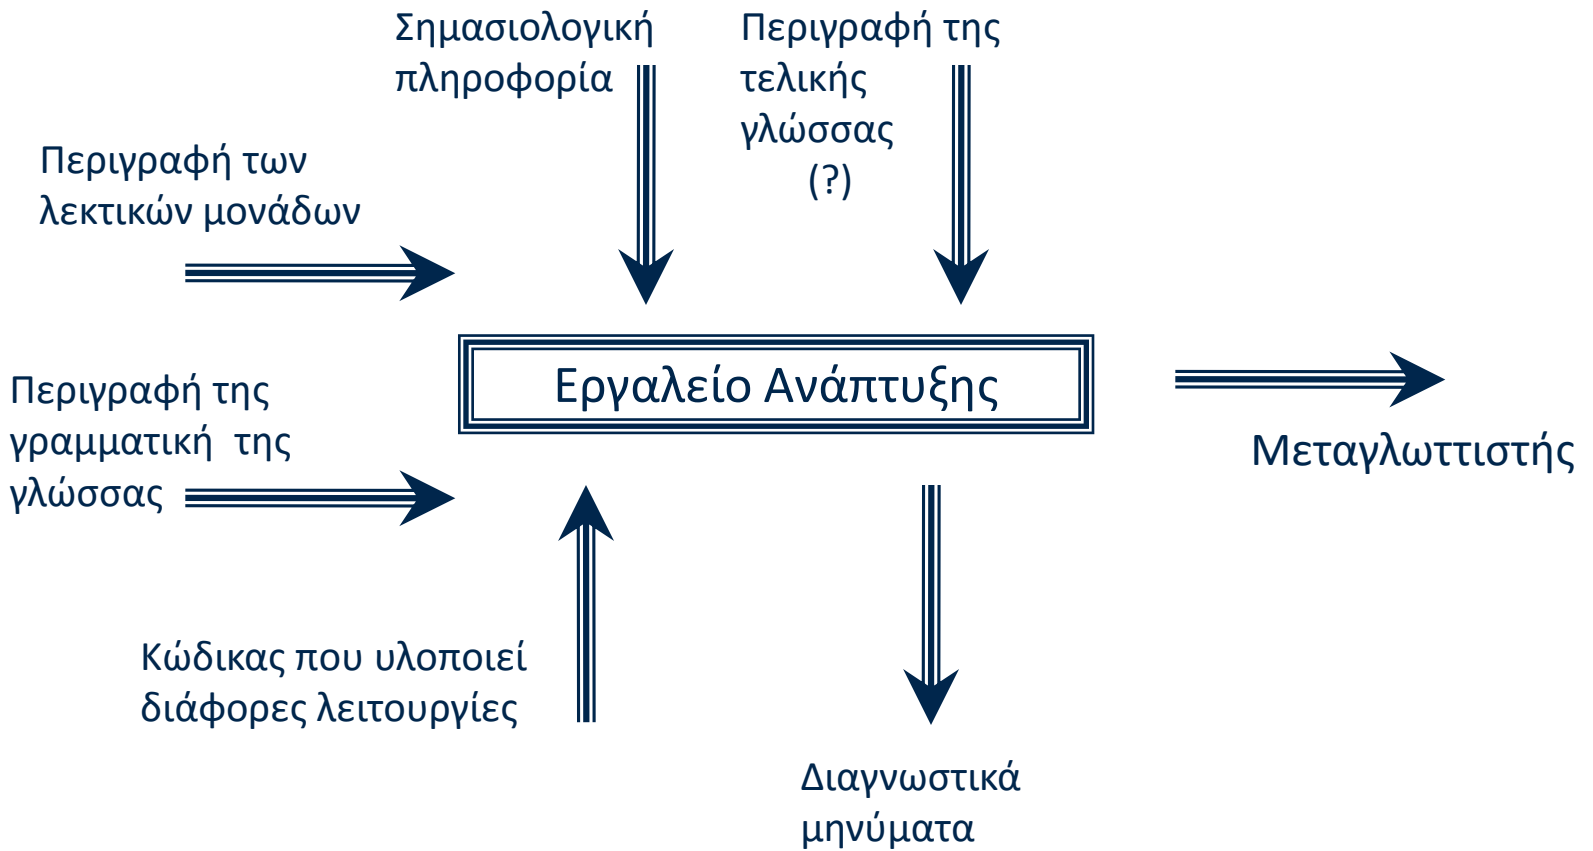 Σημασιολογική
πληροφορία
Περιγραφή της
τελικής
γλώσσας
(?)
Περιγραφή των
λεκτικών μονάδων
Εργαλείο Ανάπτυξης
Περιγραφή της
γραμματική της
γλώσσας
Μεταγλωττιστής
Κώδικας που υλοποιεί
διάφορες λειτουργίες
Διαγνωστικά
μηνύματα